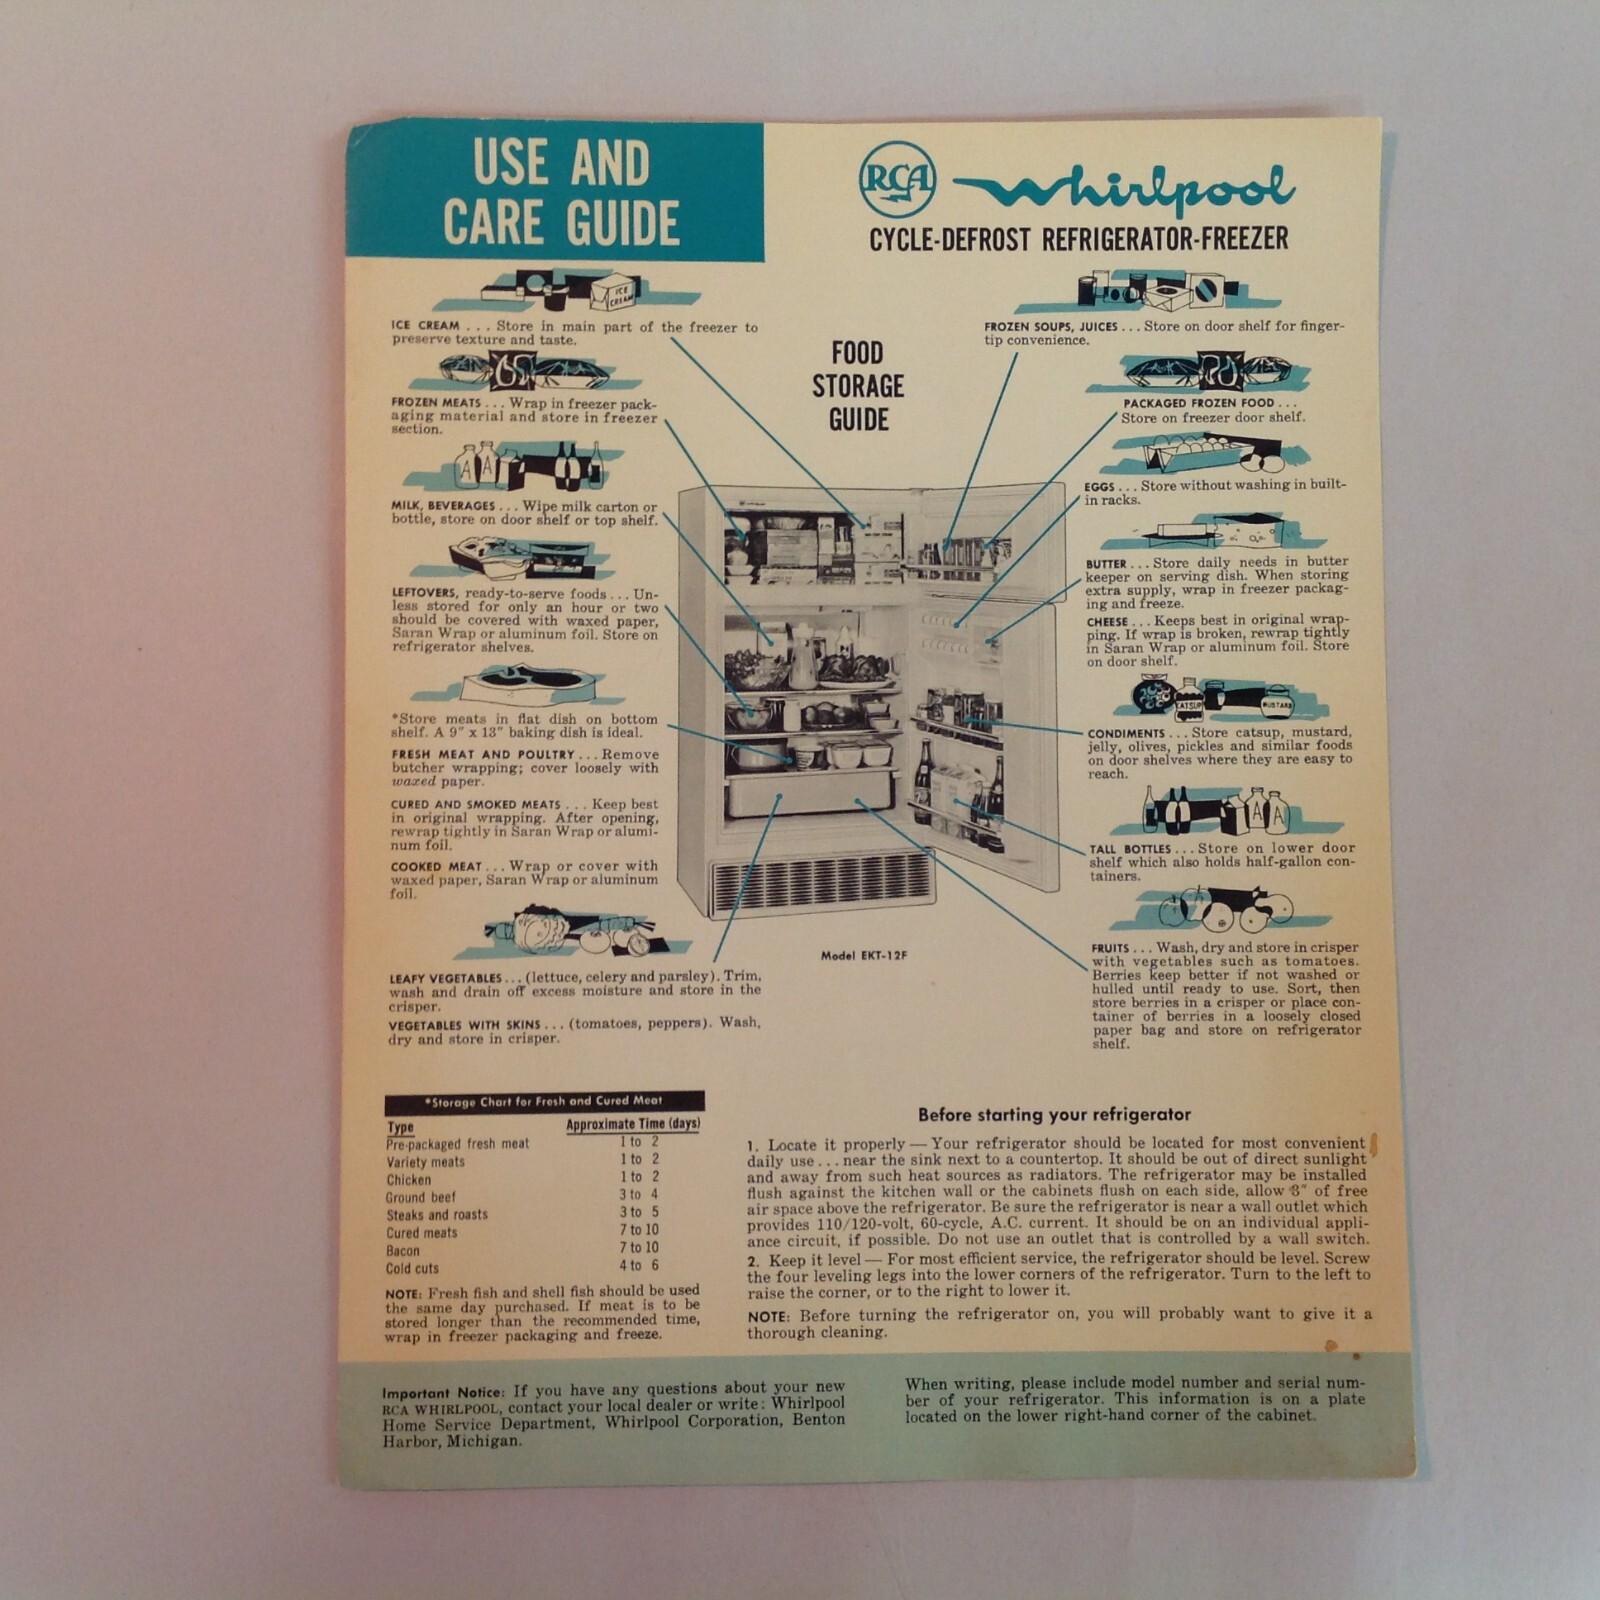 USE AND
CARE GUIDE
RCA Whirlpool
CYCLE-DEFROST REFRIGERATOR-FREEZER
ICE
CREAM
ICE CREAM . . . Store in main part of the freezer to
preserve texture and taste.
FROZEN MEATS . . . Wrap in freezer pack-
aging material and store in freezer
section.
A A
MILK, BEVERAGES . . . Wipe milk carton or
bottle, store on door shelf or top shelf.
LEFTOVERS, ready-to-serve foods . . . Un-
less stored for only an hour or two
should be covered with waxed paper,
Saran Wrap or aluminum foil. Store on
refrigerator shelves.
*Store meats in flat dish on bottom
shelf. A 9" x 13" baking dish is ideal.
FRESH MEAT AND POULTRY . . . Remove
butcher wrapping; cover loosely with
waxed paper.
CURED AND SMOKED MEATS . . . Keep best
in original wrapping. After opening,
rewrap tightly in Saran Wrap or alumi-
num foil.
COOKED MEAT . . . Wrap or cover with
waxed paper, Saran Wrap or aluminum
foil.
LEAFY VEGETABLES . . . (lettuce, celery and parsley). Trim,
wash and drain off excess moisture and store in the
crisper.
VEGETABLES WITH SKINS . . . (tomatoes, peppers). Wash,
dry and store in crisper.
FOOD
STORAGE
GUIDE
Model EKT-12F
FROZEN SOUPS, JUICES . . . Store on door shelf for finger-
tip convenience.
PACKAGED FROZEN FOOD . . .
Store on freezer door shelf.
EGGS . . . Store without washing in built-
in racks.
BUTTER . . . Store daily needs in butter
keeper on serving dish. When storing
extra supply, wrap in freezer packag-
ing and freeze.
CHEESE . . . Keeps best in original wrap-
ping. If wrap is broken, rewrap tightly
in Saran Wrap or aluminum foil. Store
on door shelf.
CATSUP
MUSTARD
CONDIMENTS . . . Store catsup, mustard,
jelly, olives, pickles and similar foods
on door shelves where they are easy to
reach.
A A
TALL BOTTLES . . . Store on lower door
shelf which also holds half-gallon con-
tainers.
FRUITS . . . Wash, dry and store in crisper
with vegetables such as tomatoes.
Berries keep better if not washed or
hulled until ready to use. Sort, then
store berries in a crisper or place con-
tainer of berries in a loosely closed
paper bag and store on refrigerator
shelf.
*Storage Chart for Fresh and Cured Meat
Type Approximate Time (days)
Pre-packaged fresh meat 1 to 2
Variety meats 1 to 2
Chicken 1 to 2
Ground beef 3 to 4
Steaks and roasts 3 to 5
Cured meats 7 to 10
Bacon 7 to 10
Cold cuts 4 to 6
NOTE: Fresh fish and shell fish should be used
the same day purchased. If meat is to be
stored longer than the recommended time,
wrap in freezer packaging and freeze.
Before starting your refrigerator
1. Locate it properly — Your refrigerator should be located for most convenient
daily use . . . near the sink next to a countertop. It should be out of direct sunlight
and away from such heat sources as radiators. The refrigerator may be installed
flush against the kitchen wall or the cabinets flush on each side, allow 3" of free
air space above the refrigerator. Be sure the refrigerator is near a wall outlet which
provides 110/120-volt, 60-cycle, A.C. current. It should be on an individual appli-
ance circuit, if possible. Do not use an outlet that is controlled by a wall switch.
2. Keep it level — For most efficient service, the refrigerator should be level. Screw
the four leveling legs into the lower corners of the refrigerator. Turn to the left to
raise the corner, or to the right to lower it.
NOTE: Before turning the refrigerator on, you will probably want to give it a
thorough cleaning.
Important Notice: If you have any questions about your new
RCA WHIRLPOOL, contact your local dealer or write: Whirlpool
Home Service Department, Whirlpool Corporation, Benton
Harbor, Michigan.
When writing, please include model number and serial num-
ber of your refrigerator. This information is on a plate
located on the lower right-hand corner of the cabinet.